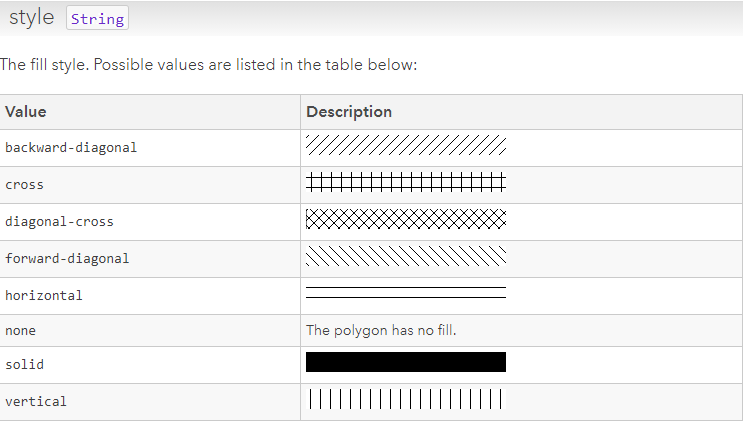 style String
The fill style. Possible values are listed in the table below:
Value Description
backward-diagonal
cross
diagonal-cross
forward-diagonal
horizontal
none The polygon has no fill.
solid
vertical